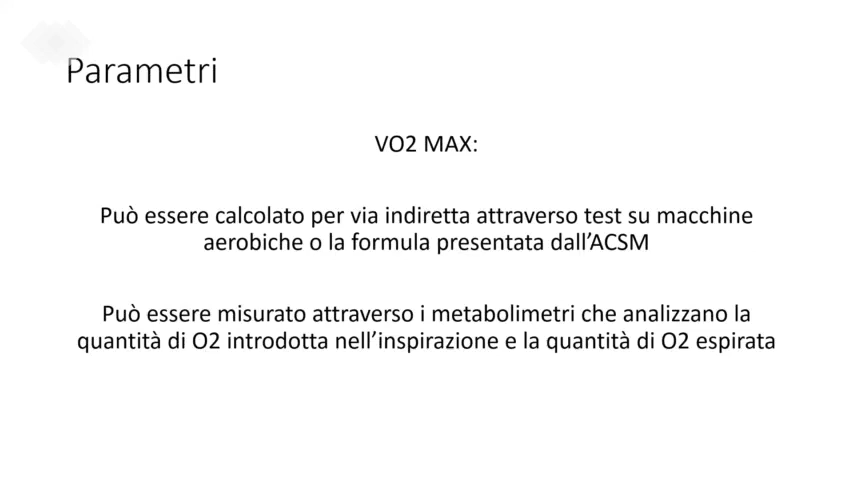 Parametri
VO2 MAX:
Può essere calcolato per via indiretta attraverso test su macchine
aerobiche o la formula presentata dall’ACSM
Può essere misurato attraverso i metabolimetri che analizzano la
quantità di O2 introdotta nell’inspirazione e la quantità di O2 espirata